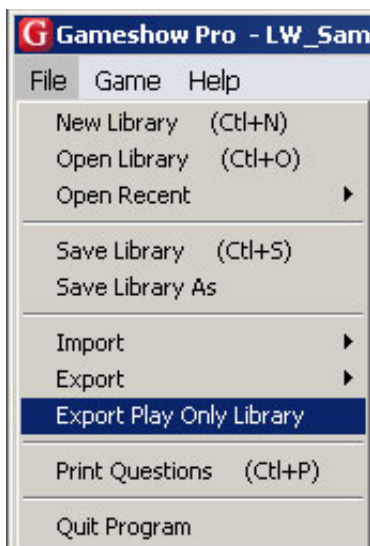 G Gameshow Pro - LW_Sam
File Game Help
New Library (Ctl+N)
Open Library (Ctl+O)
Open Recent
Save Library (Ctl+S)
Save Library As
Import
Export
Export Play Only Library
Print Questions (Ctl+P)
Quit Program